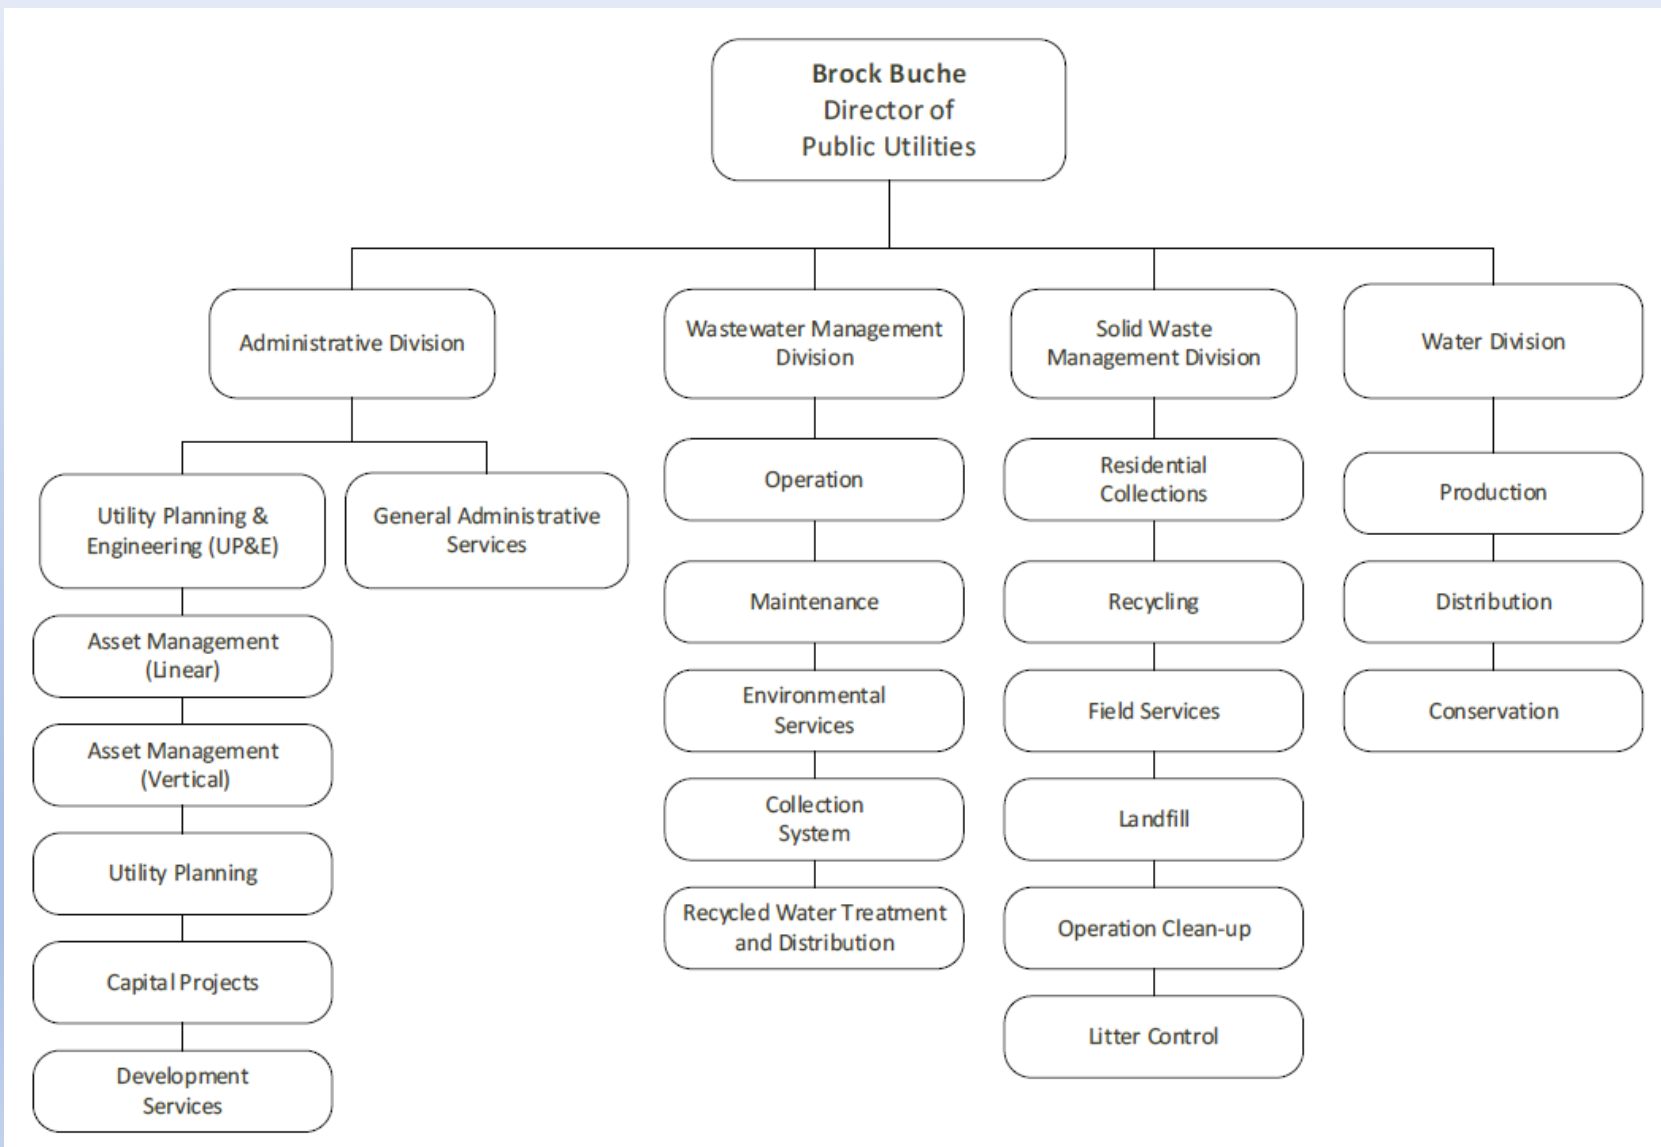 Brock Buche
Director of
Public Utilities
Administrative Division
Wastewater Management
Division
Solid Waste
Management Division
Water Division
Utility Planning &
Engineering (UP&E)
General Administrative
Services
Asset Management
(Linear)
Asset Management
(Vertical)
Utility Planning
Capital Projects
Development
Services
Operation
Maintenance
Environmental
Services
Collection
System
Recycled Water Treatment
and Distribution
Residential
Collections
Recycling
Field Services
Landfill
Operation Clean-up
Litter Control
Production
Distribution
Conservation